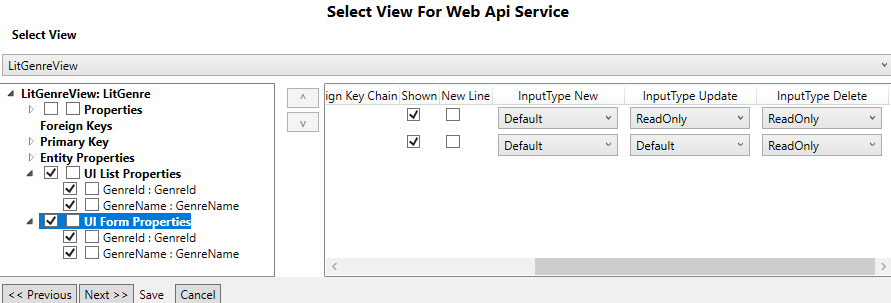 Select View For Web Api Service
Select View
LitGenreView
LitGenreView: LitGenre
Properties
Foreign Keys
Primary Key
Entity Properties
UI List Properties
GenreId : GenreId
GenreName : GenreName
UI Form Properties
GenreId : GenreId
GenreName : GenreName
ign Key Chain Shown New Line InputType New InputType Update InputType Delete
Default ReadOnly ReadOnly
Default Default ReadOnly
<< Previous Next >> Save Cancel